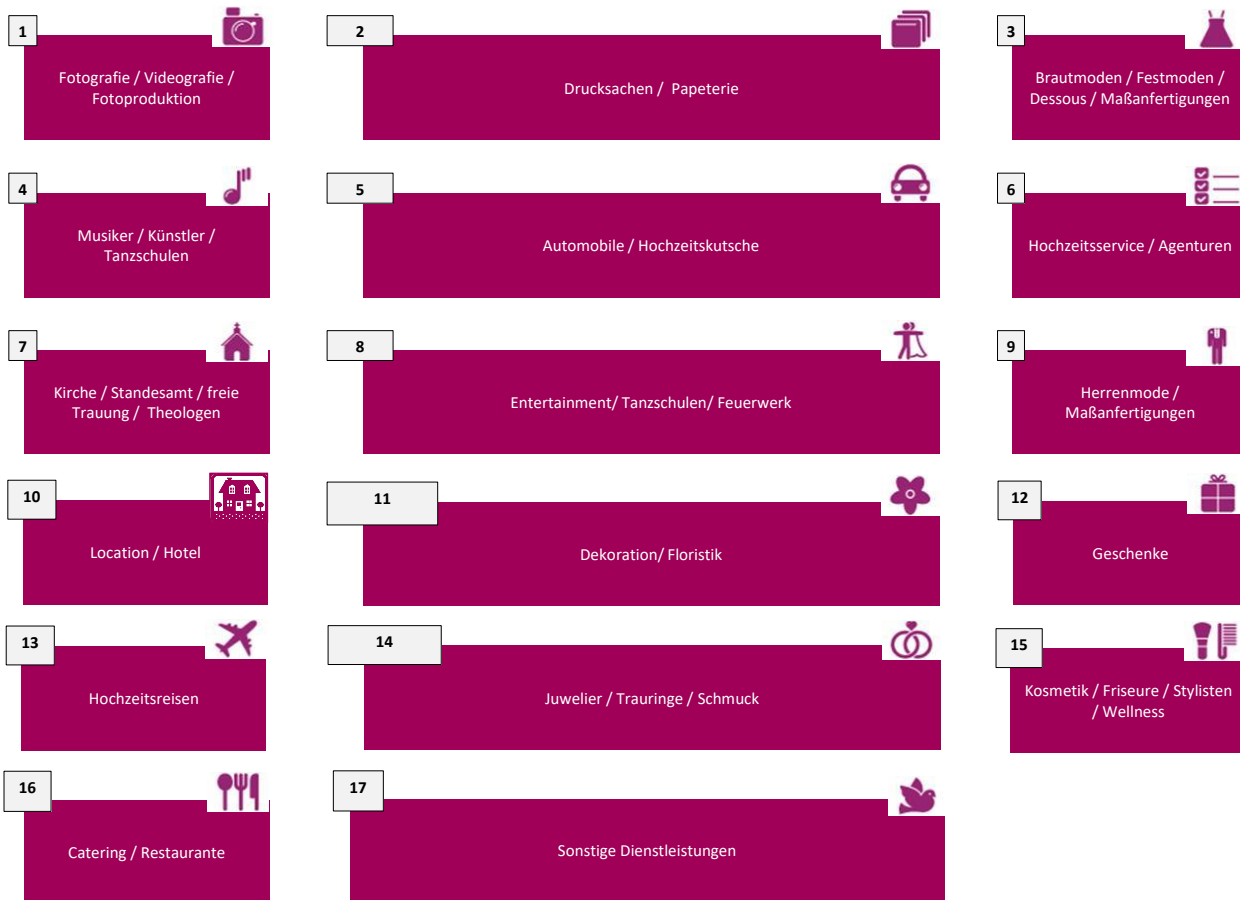 1
Fotografie / Videografie /
Fotoproduktion
2
Drucksachen /  Papeterie
3
Brautmoden / Festmoden /
Dessous / Maßanfertigungen
4
Musiker / Künstler /
Tanzschulen
5
Automobile / Hochzeitskutsche
6
Hochzeitsservice / Agenturen
7
Kirche / Standesamt / freie
Trauung /  Theologen
8
Entertainment/ Tanzschulen/ Feuerwerk
9
Herrenmode /
Maßanfertigungen
10
Location / Hotel
11
Dekoration/ Floristik
12
Geschenke
13
Hochzeitsreisen
14
Juwelier / Trauringe / Schmuck
15
Kosmetik / Friseure / Stylisten
/ Wellness
16
Catering / Restaurante
17
Sonstige Dienstleistungen